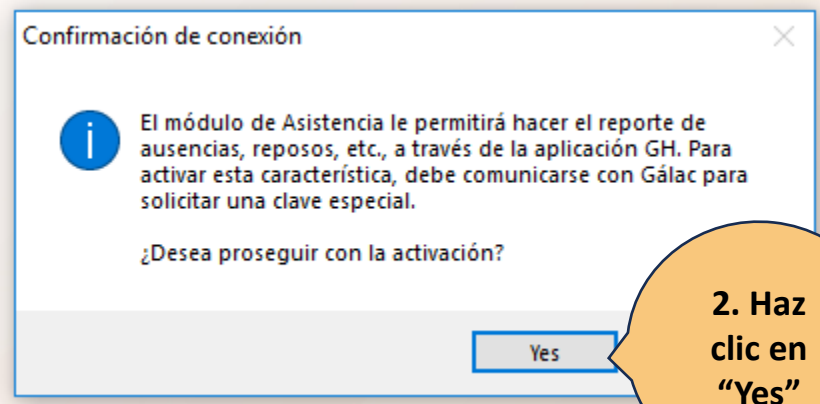 Confirmación de conexión
El módulo de Asistencia le permitirá hacer el reporte de
ausencias, reposos, etc., a través de la aplicación GH. Para
activar esta característica, debe comunicarse con Gálac para
solicitar una clave especial.
¿Desea proseguir con la activación?
Yes
2. Haz
clic en
“Yes”